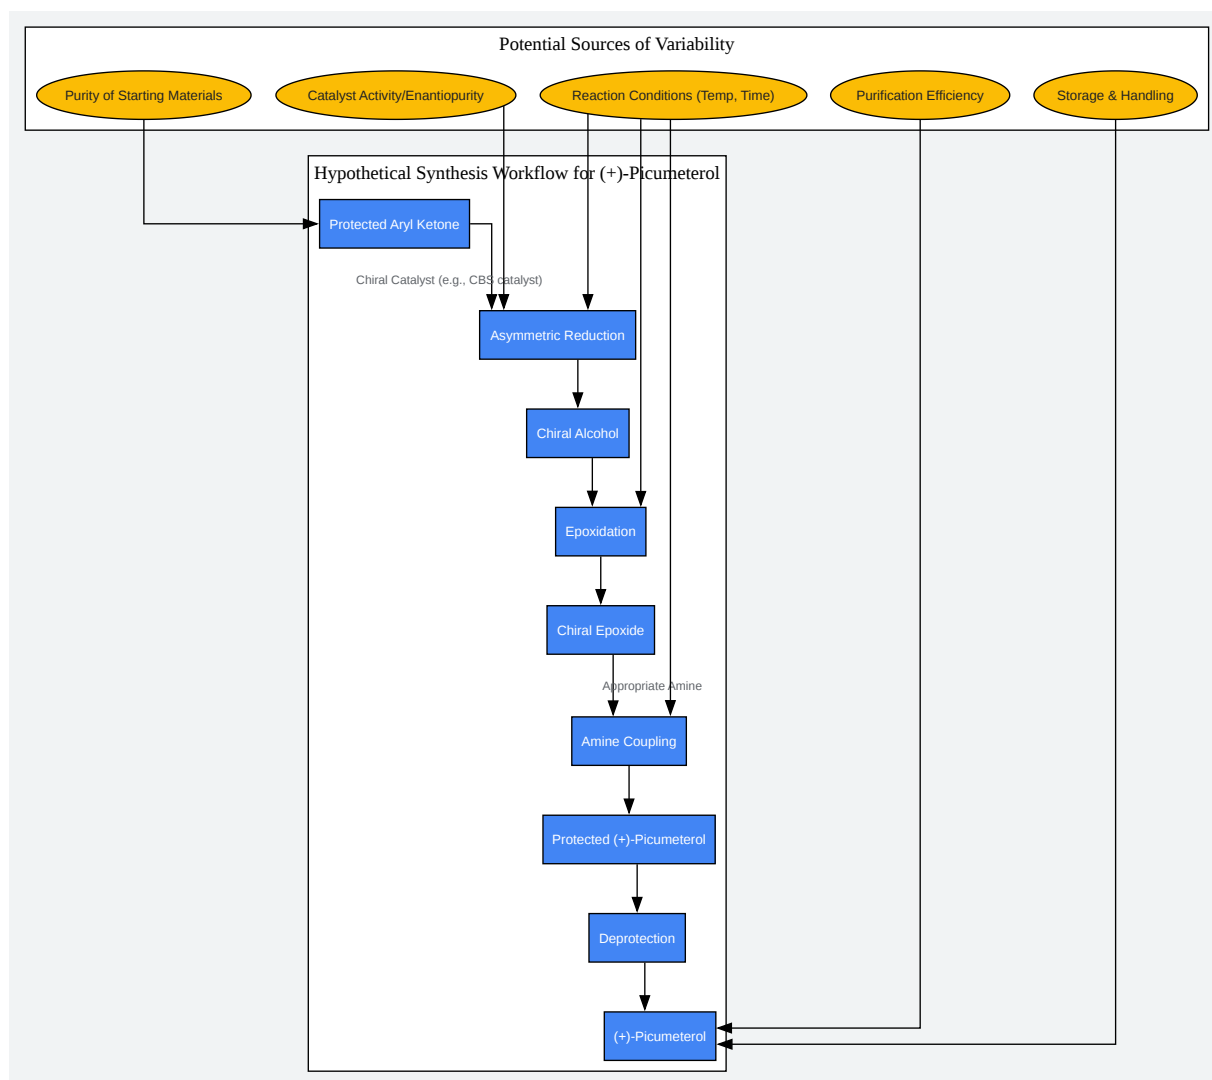 Potential Sources of Variability
Purity of Starting Materials
Catalyst Activity/Enantiopurity
Reaction Conditions (Temp, Time)
Purification Efficiency
Storage & Handling
Hypothetical Synthesis Workflow for (+)-Picumeterol
Protected Aryl Ketone
Chiral Catalyst (e.g., CBS catalyst)
Asymmetric Reduction
Chiral Alcohol
Epoxidation
Chiral Epoxide
Appropriate Amine
Amine Coupling
Protected (+)-Picumeterol
Deprotection
(+)-Picumeterol